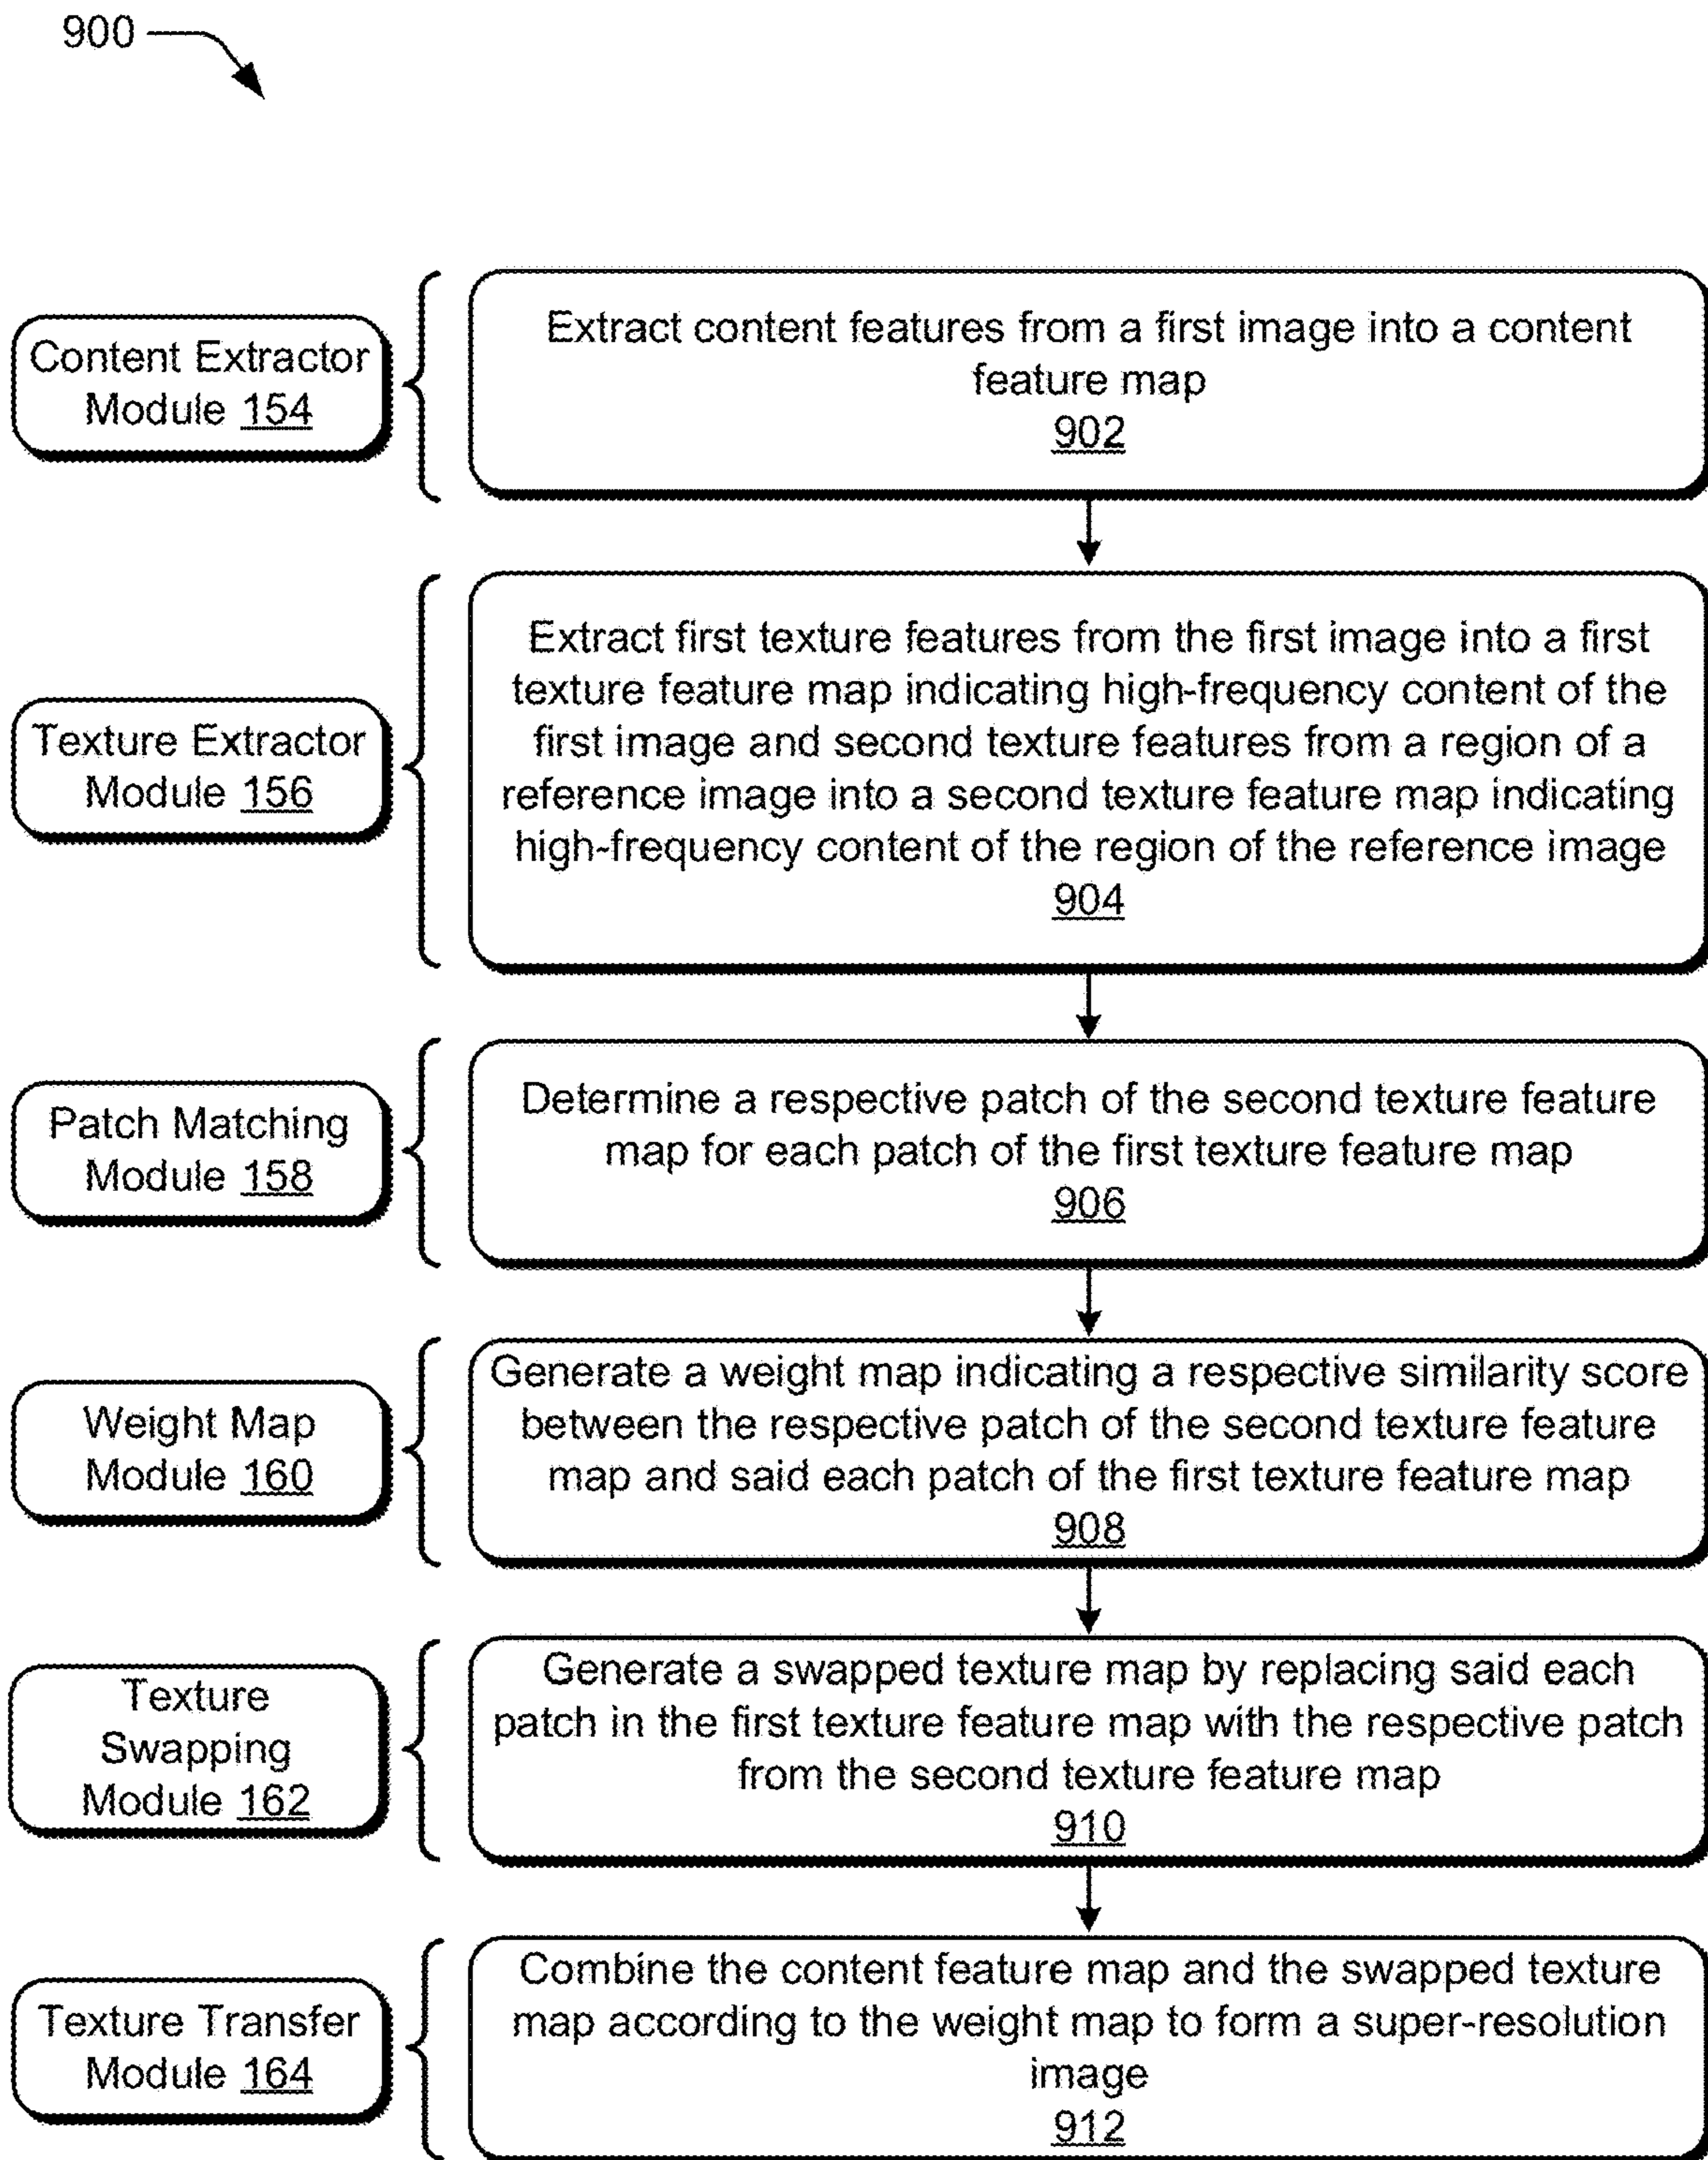 900
Content Extractor
Module 154
Extract content features from a first image into a content
feature map
902
Texture Extractor
Module 156
Extract first texture features from the first image into a first
texture feature map indicating high-frequency content of the
first image and second texture features from a region of a
reference image into a second texture feature map indicating
high-frequency content of the region of the reference image
904
Patch Matching
Module 158
Determine a respective patch of the second texture feature
map for each patch of the first texture feature map
906
Weight Map
Module 160
Generate a weight map indicating a respective similarity score
between the respective patch of the second texture feature
map and said each patch of the first texture feature map
908
Texture
Swapping
Module 162
Generate a swapped texture map by replacing said each
patch in the first texture feature map with the respective patch
from the second texture feature map
910
Texture Transfer
Module 164
Combine the content feature map and the swapped texture
map according to the weight map to form a super-resolution
image
912